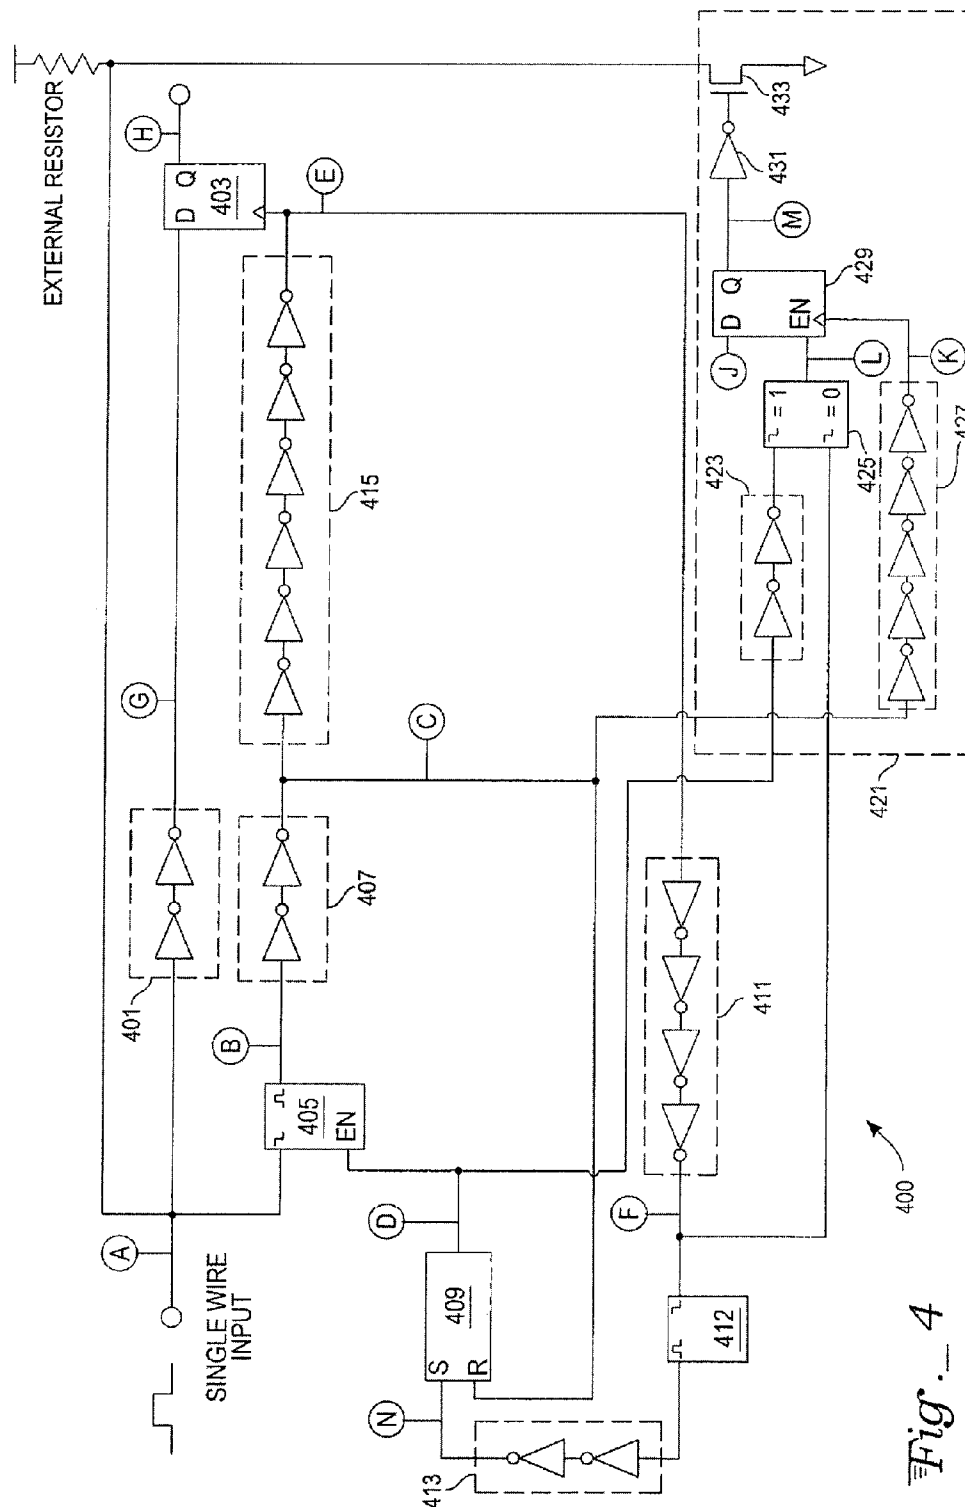 EXTERNAL RESISTOR
H
D Q
403
E
415
G
C
401
407
B
405
EN
A
SINGLE WIRE
INPUT
D
409
S
R
N
413
F
411
412
400
421
423
425
= 1
= 0
427
J
L
K
D Q
EN
429
M
431
433
Fig._ 4